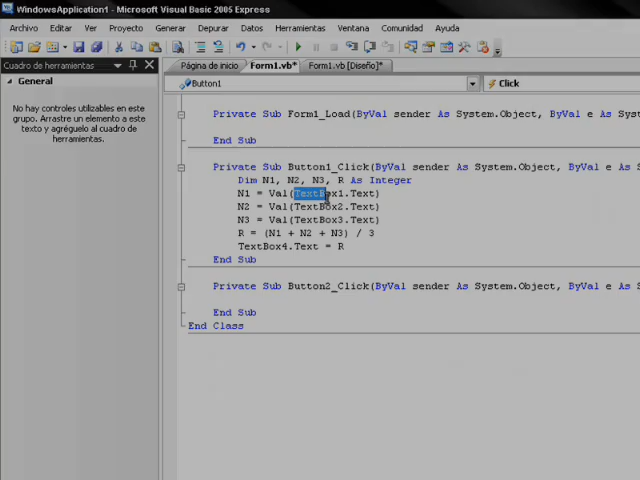 WindowsApplication1 - Microsoft Visual Basic 2005 Express
Archivo Editar Ver Proyecto Generar Depurar Datos Herramientas Ventana Comunidad Ayuda
Cuadro de herramientas
General
No hay controles utilizables en este
grupo. Arrastre un elemento a este
texto y agréguelo al cuadro de
herramientas.
Página de inicio Form1.vb* Form1.vb [Diseño]*
Button1 Click
Private Sub Form1_Load(ByVal sender As System.Object, ByVal e As Syste
End Sub
Private Sub Button1_Click(ByVal sender As System.Object, ByVal e As Sys
Dim N1, N2, N3, R As Integer
N1 = Val(TextBox1.Text)
N2 = Val(TextBox2.Text)
N3 = Val(TextBox3.Text)
R = (N1 + N2 + N3) / 3
TextBox4.Text = R
End Sub
Private Sub Button2_Click(ByVal sender As System.Object, ByVal e As Sys
End Sub
End Class